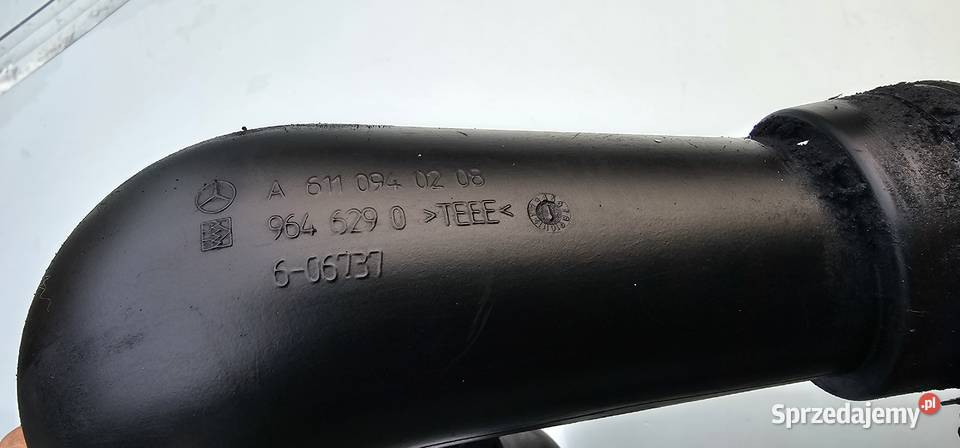 A 611 094 02 08
964 629 0 >TEEE<
6-06737
Sprzedajemy.pl